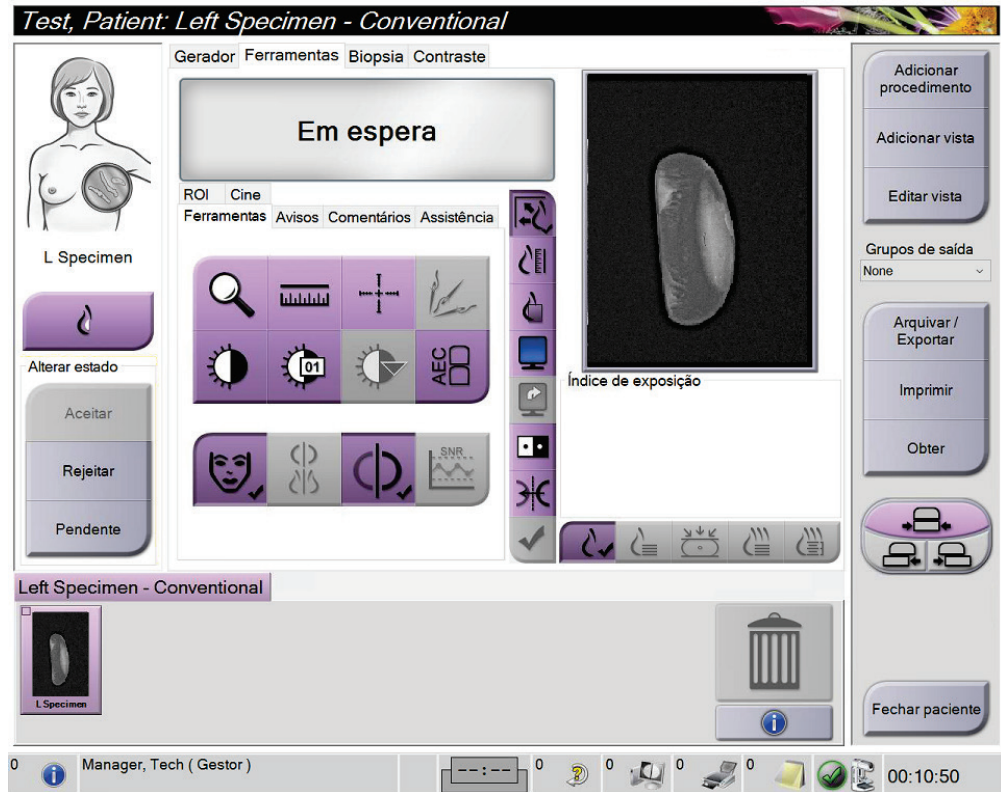 Test, Patient: Left Specimen - Conventional
Gerador Ferramentas Biopsia Contraste
Em espera
ROI Cine
Ferramentas Avisos Comentários Assistência
L Specimen
Alterar estado
Aceitar
Rejeitar
Pendente
01
AEC
SNR
Índice de exposição
Adicionar
procedimento
Adicionar vista
Editar vista
Grupos de saída
None
Arquivar /
Exportar
Imprimir
Obter
Left Specimen - Conventional
L Specimen
Fechar paciente
0
Manager, Tech ( Gestor )
--:--
0
0
0
0
00:10:50